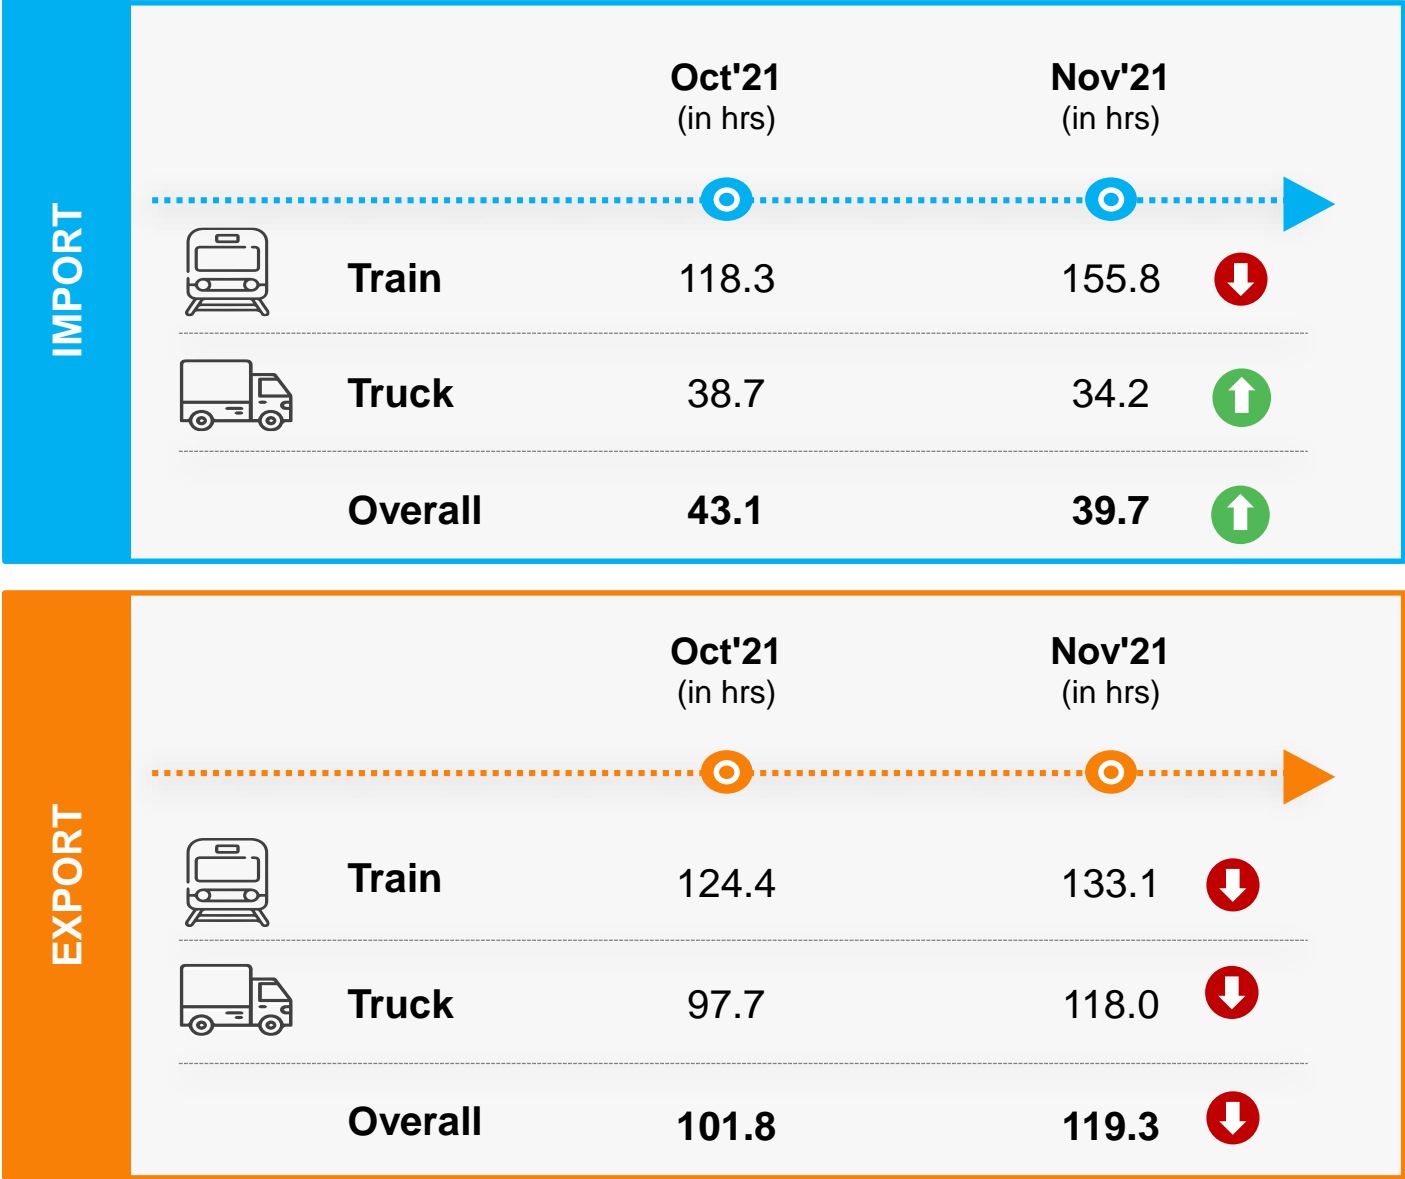 IMPORT
Oct'21 Nov'21
(in hrs) (in hrs)
Train 118.3 155.8
Truck 38.7 34.2
Overall 43.1 39.7
EXPORT
Oct'21 Nov'21
(in hrs) (in hrs)
Train 124.4 133.1
Truck 97.7 118.0
Overall 101.8 119.3